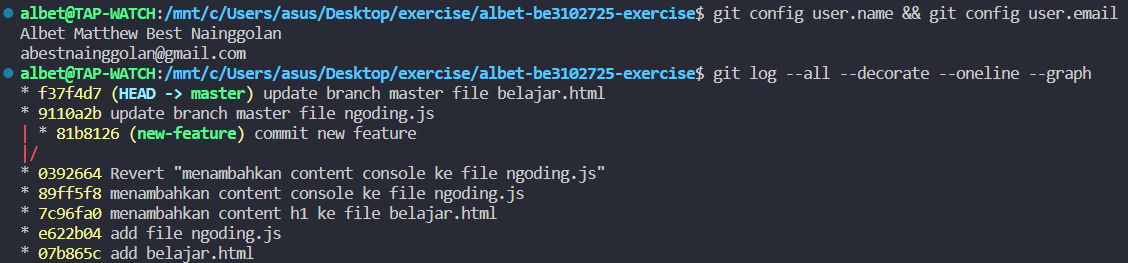 albet@TAP-WATCH:/mnt/c/Users/asus/Desktop/exercise/albet-be3102725-exercise$ git config user.name && git config user.email
Albet Matthew Best Nainggolan
abestnainggolan@gmail.com
albet@TAP-WATCH:/mnt/c/Users/asus/Desktop/exercise/albet-be3102725-exercise$ git log --all --decorate --oneline --graph
* f37f4d7 (HEAD -> master) update branch master file belajar.html
* 9110a2b update branch master file ngoding.js
| * 81b8126 (new-feature) commit new feature
|/
* 0392664 Revert "menambahkan content console ke file ngoding.js"
* 89ff5f8 menambahkan content console ke file ngoding.js
* 7c96fa0 menambahkan content h1 ke file belajar.html
* e622b04 add file ngoding.js
* 07b865c add belajar.html